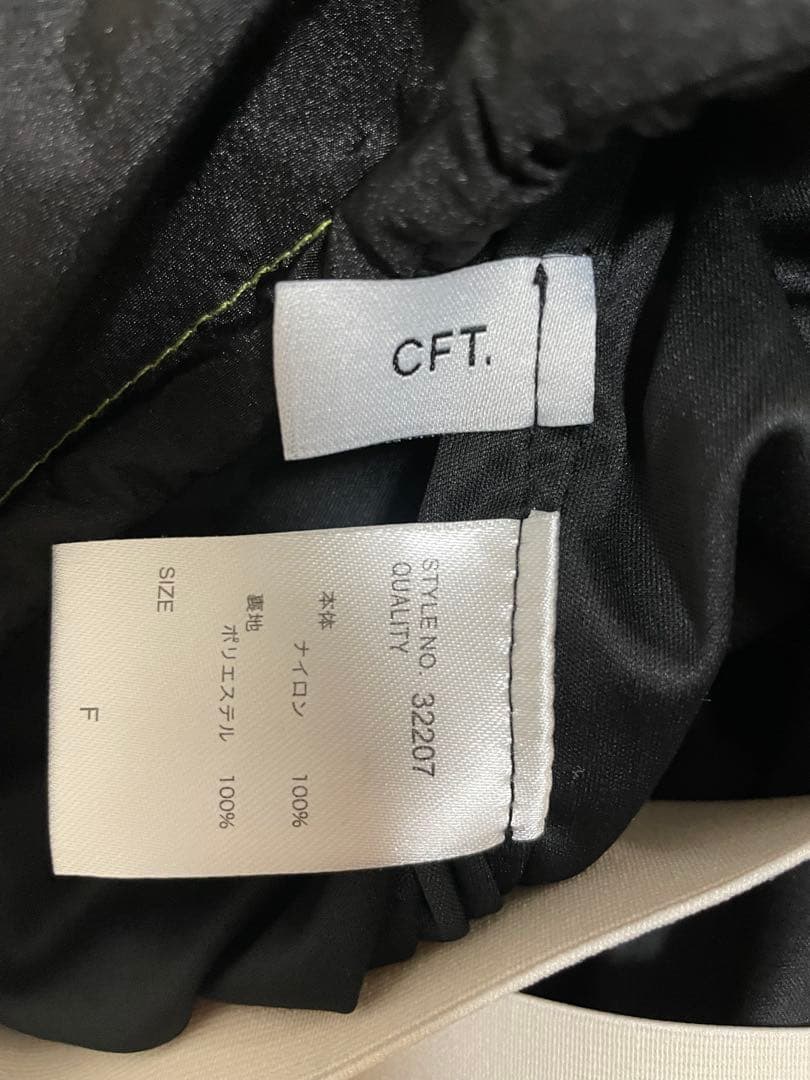 CFT.
STYLE NO. 32207
QUALITY
本体
ナイロン 100%
裏地
ポリエステル 100%
SIZE
F